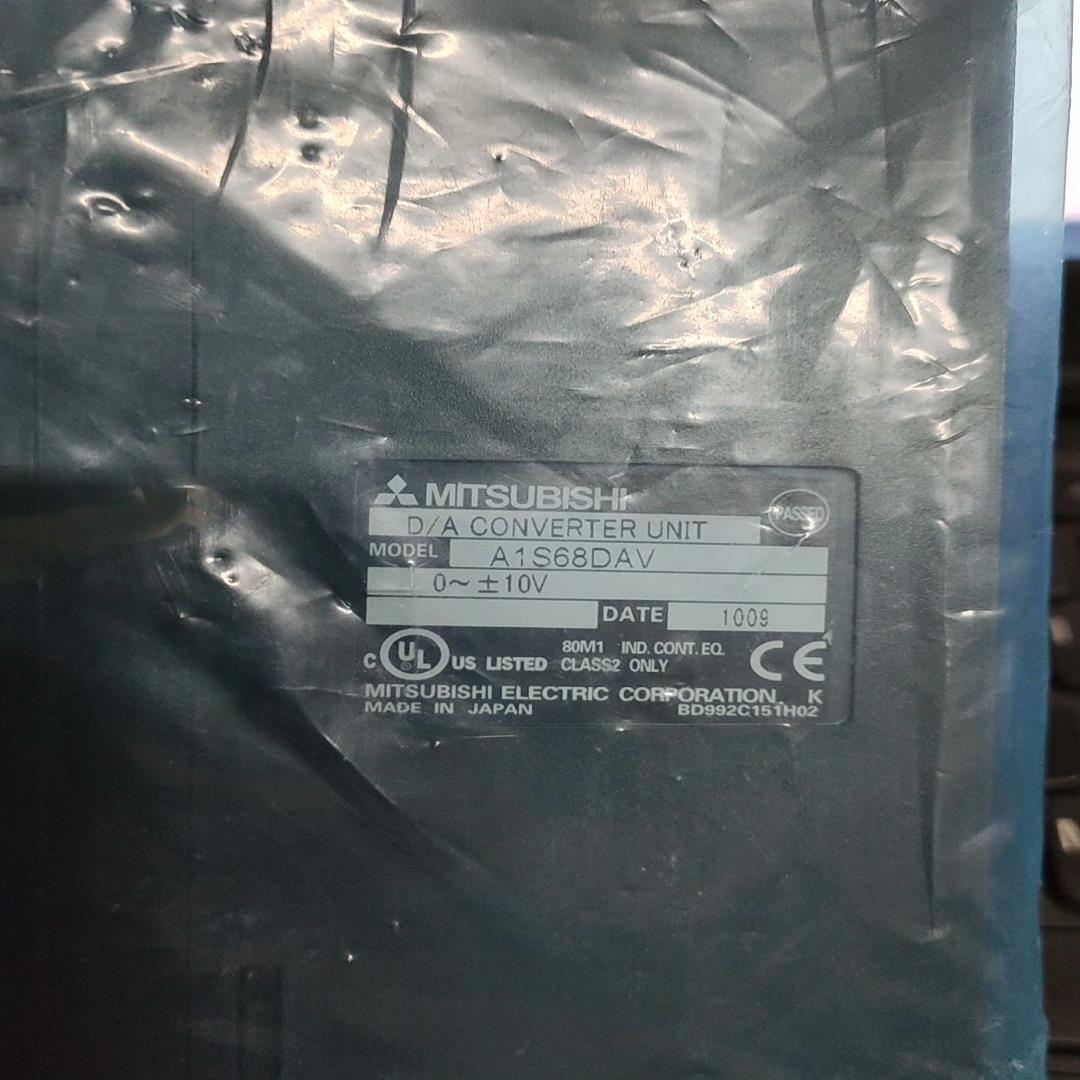 MITSUBISHI
PASSED
D/A CONVERTER UNIT
MODEL A1S68DAV
0~ ±10V
DATE 1009
C UL US LISTED 80M1 IND. CONT. EQ.
CLASS2 ONLY
CE
MITSUBISHI ELECTRIC CORPORATION K
MADE IN JAPAN BD992C151H02